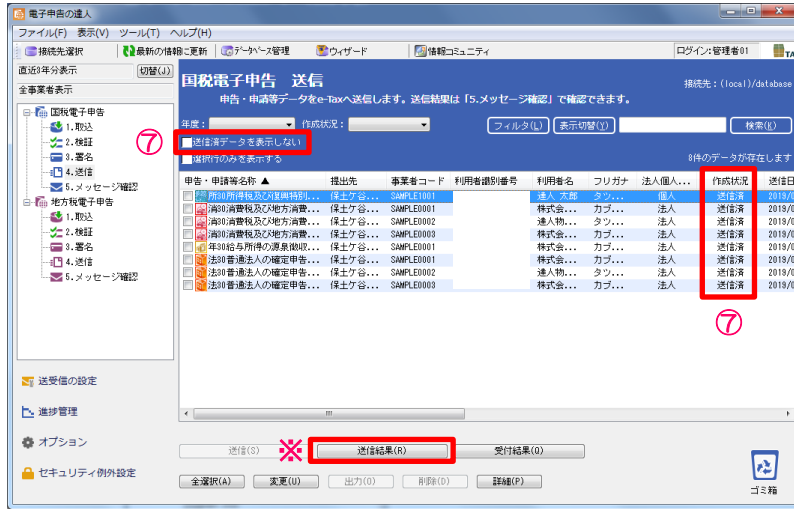 電子申告の達人
ファイル(F) 表示(V) ツール(T) ヘルプ(H)
接続先選択 最新の情報に更新 データベース管理 ウィザード 情報コミュニティ ログイン:管理者01 TA
直近3年分表示 切替(J)
全事業者表示
国税電子申告
1.取込
2.検証
3.署名
4.送信
5.メッセージ確認
地方税電子申告
1.取込
2.検証
3.署名
4.送信
5.メッセージ確認
送受信の設定
進捗管理
オプション
セキュリティ例外設定
国税電子申告 送信
接続先：(local)/database
申告・申請等データをe-Taxへ送信します。送信結果は「5.メッセージ確認」で確認できます。
年度： 作成状況： フィルタ(L) 表示切替(Y) 検索(K)
⑦ 送信済データを表示しない
選択行のみを表示する 8件のデータが存在します
申告・申請等名称 ▲ 提出先 事業者コード 利用者識別番号 利用者名 フリガナ 法人個人... 作成状況 送信日
所30所得税及び復興特別... 保土ケ谷... SAMPLE1001 達人 太郎 タツ... 個人 送信済 2019/0
消30消費税及び地方消費... 保土ケ谷... SAMPLE0001 株式会... カブ... 法人 送信済 2019/0
消30消費税及び地方消費... 保土ケ谷... SAMPLE0002 達人物... タツ... 法人 送信済 2019/0
消30消費税及び地方消費... 保土ケ谷... SAMPLE0003 株式会... カブ... 法人 送信済 2019/0
年30給与所得の源泉徴収... 保土ケ谷... SAMPLE0001 株式会... カブ... 法人 送信済 2019/0
法30普通法人の確定申告... 保土ケ谷... SAMPLE0001 株式会... カブ... 法人 送信済 2019/0
法30普通法人の確定申告... 保土ケ谷... SAMPLE0002 達人物... タツ... 法人 送信済 2019/0
法30普通法人の確定申告... 保土ケ谷... SAMPLE0003 株式会... カブ... 法人 送信済 2019/0
⑦
送信(S) ※ 送信結果(R) 受付結果(Q)
全選択(A) 変更(U) 出力(O) 削除(D) 詳細(P)
ゴミ箱